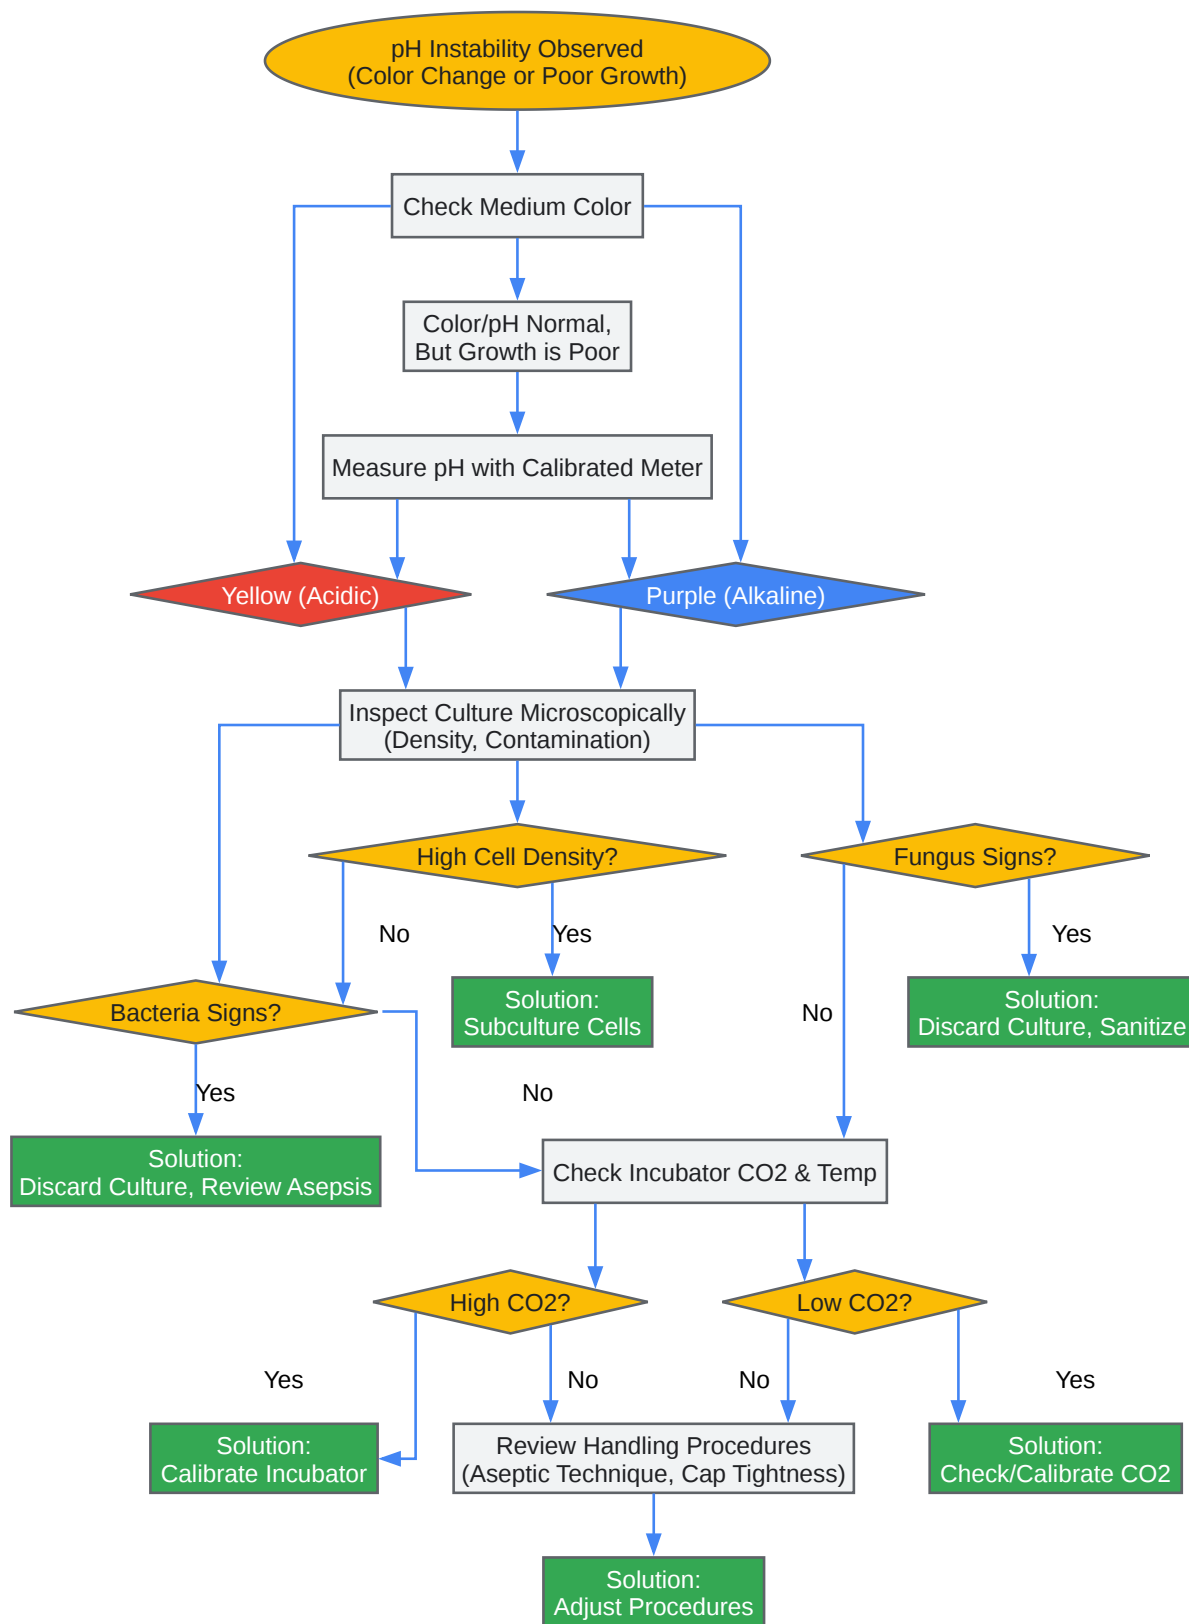 pH Instability Observed
(Color Change or Poor Growth)
Check Medium Color
Color/pH Normal,
But Growth is Poor
Measure pH with Calibrated Meter
Yellow (Acidic)
Purple (Alkaline)
Inspect Culture Microscopically
(Density, Contamination)
High Cell Density?
Fungus Signs?
No
Yes
Yes
Bacteria Signs?
Solution:
Subculture Cells
No
Solution:
Discard Culture, Sanitize
Yes
No
Solution:
Discard Culture, Review Asepsis
Check Incubator CO2 & Temp
High CO2?
Low CO2?
Yes
No
No
Yes
Solution:
Calibrate Incubator
Review Handling Procedures
(Aseptic Technique, Cap Tightness)
Solution:
Check/Calibrate CO2
Solution:
Adjust Procedures